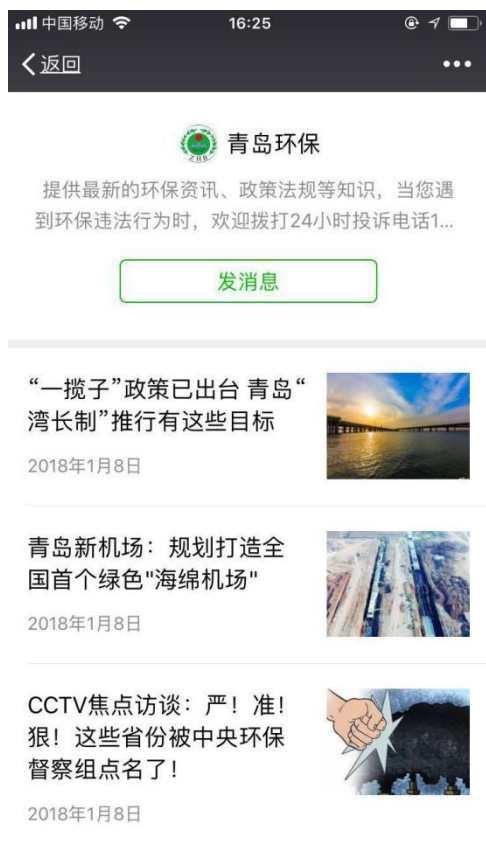 中国移动 16:25
返回
青岛环保
提供最新的环保资讯、政策法规等知识，当您遇
到环保违法行为时，欢迎拨打24小时投诉电话1...
发消息
“一揽子”政策已出台 青岛“
湾长制”推行有这些目标
2018年1月8日
青岛新机场：规划打造全
国首个绿色"海绵机场"
2018年1月8日
CCTV焦点访谈：严！准！
狠！这些省份被中央环保
督察组点名了！
2018年1月8日